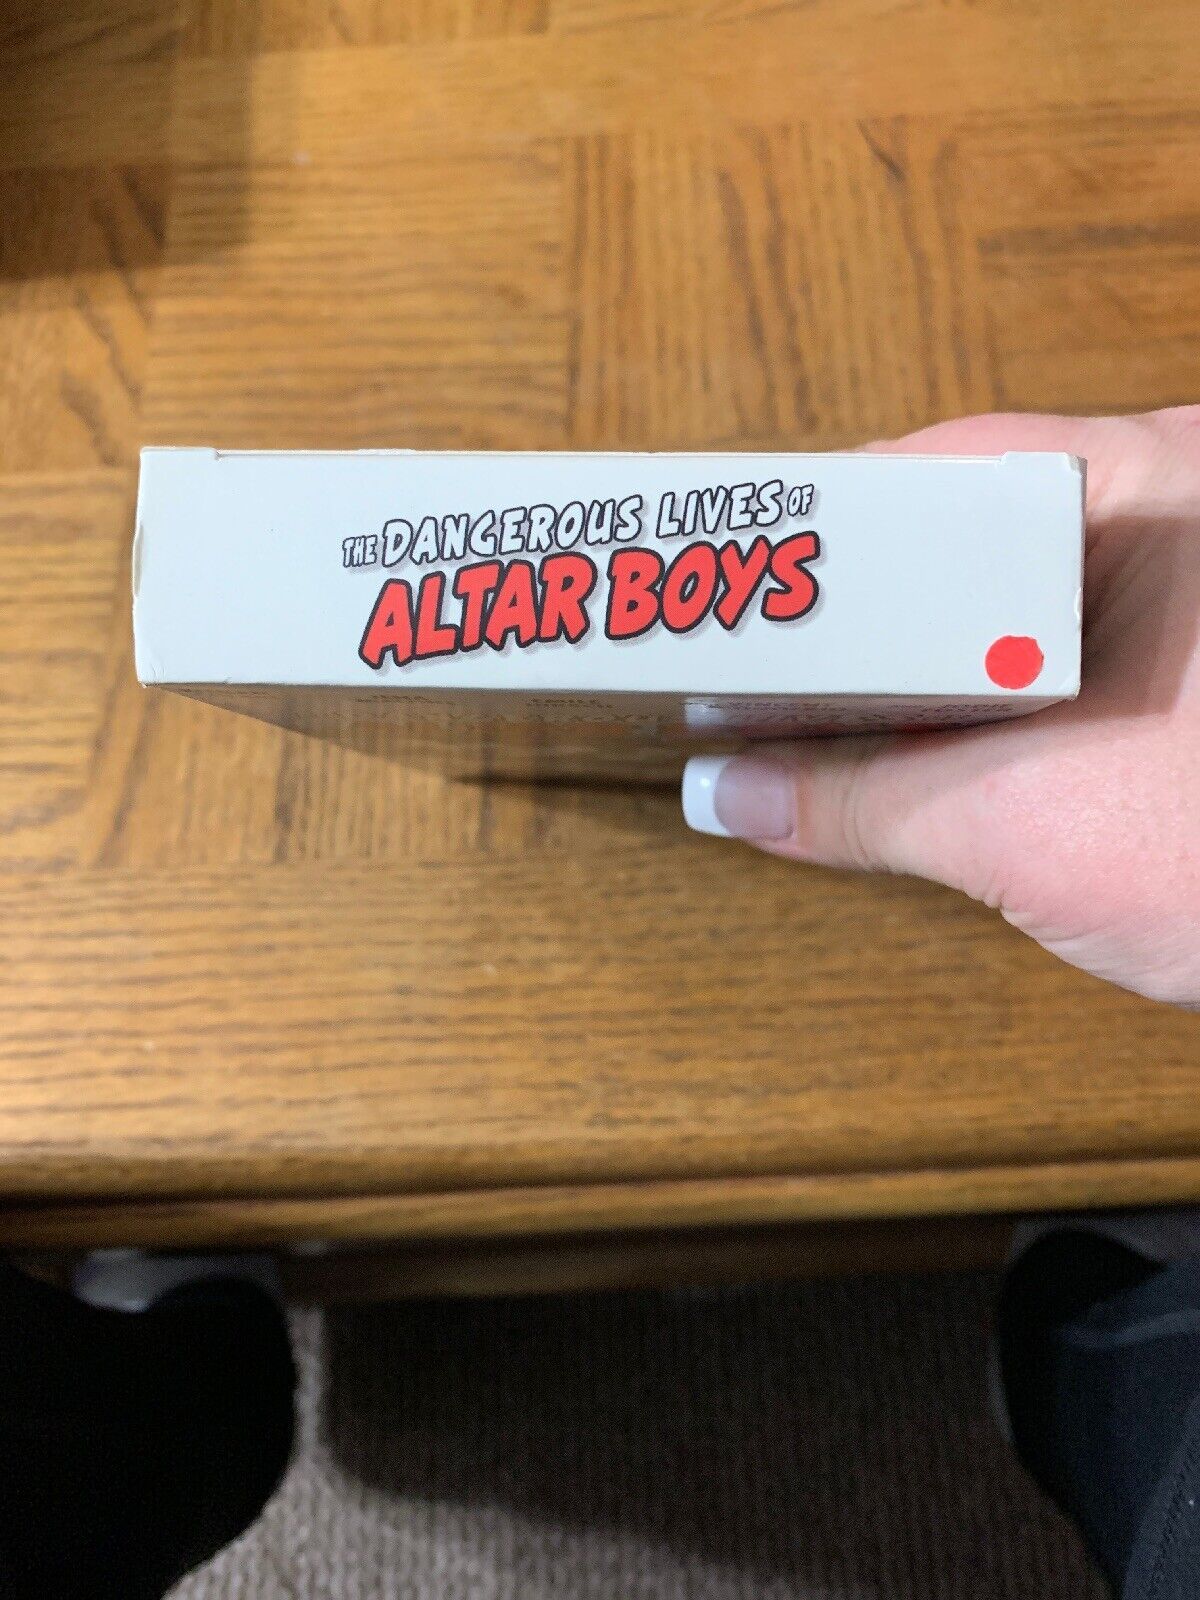 THE DANGEROUS LIVES OF
ALTAR BOYS